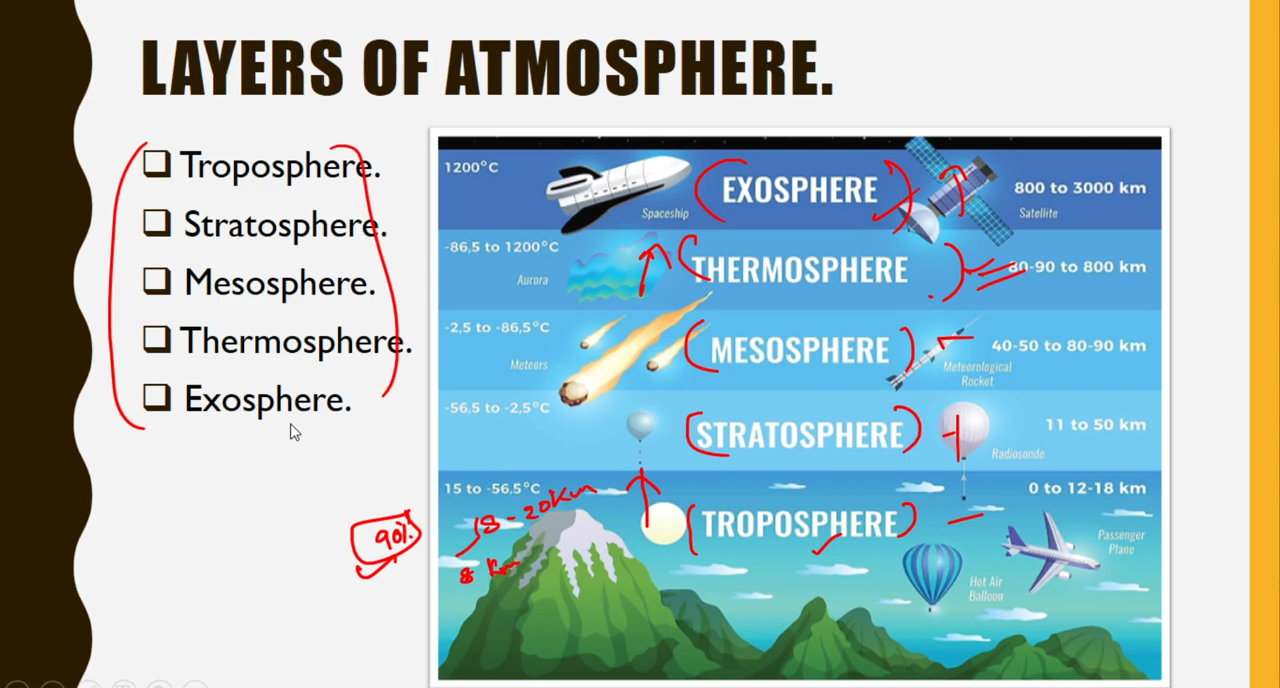 LAYERS OF ATMOSPHERE.
Troposphere.
Stratosphere.
Mesosphere.
Thermosphere.
Exosphere.
1200°C
Spaceship
EXOSPHERE
800 to 3000 km
Satellite
-86,5 to 1200°C
Aurora
THERMOSPHERE
80-90 to 800 km
-2,5 to -86,5°C
Meteors
MESOSPHERE
40-50 to 80-90 km
Meteorological
Rocket
-56,5 to -2,5°C
STRATOSPHERE
11 to 50 km
Radiosonde
15 to -56,5°C
0 to 12-18 km
8-20Km
TROPOSPHERE
90%.
8 Km
Passenger
Plane
Hot Air
Balloon